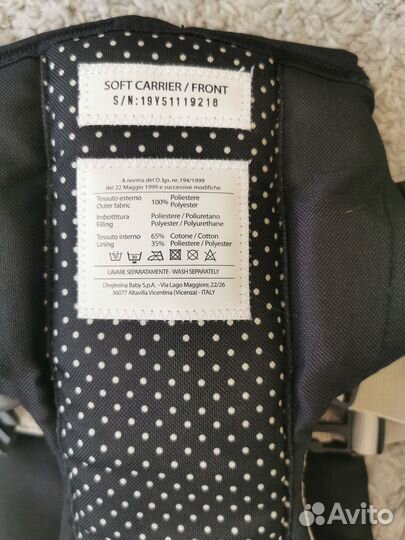 SOFT CARRIER / FRONT
S/N:19Y51119218
A norma del D.lgs. nr. 194/1999
del 22 Maggio 1999 e successive modifiche
Tessuto esterno 100% Poliestere
Outer fabric Polyester
Imbottitura Poliestere / Poliuretano
Filling Polyester / Polyurethane
Tessuto interno 65% Cotone / Cotton
Lining 35% Poliestere / Polyester
30
LAVARE SEPARATAMENTE - WASH SEPARATELY
L'Inglesina Baby S.p.A. - Via Lago Maggiore, 22/26
36077 Altavilla Vicentina (Vicenza) - ITALY
Avito